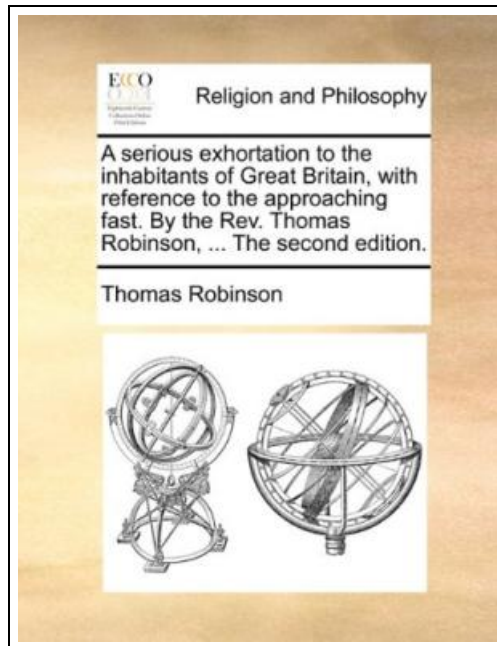 ECCO
Religion and Philosophy
A serious exhortation to the
inhabitants of Great Britain, with
reference to the approaching
fast. By the Rev. Thomas
Robinson, ... The second edition.
Thomas Robinson